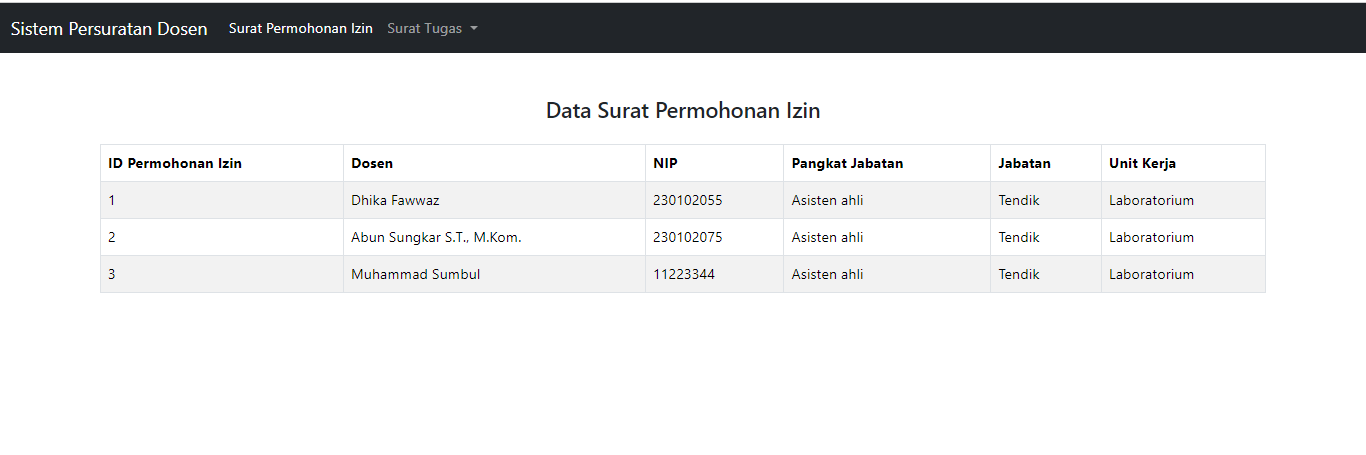 Sistem Persuratan Dosen Surat Permohonan Izin Surat Tugas
Data Surat Permohonan Izin
ID Permohonan Izin Dosen NIP Pangkat Jabatan Jabatan Unit Kerja
1 Dhika Fawwaz 230102055 Asisten ahli Tendik Laboratorium
2 Abun Sungkar S.T., M.Kom. 230102075 Asisten ahli Tendik Laboratorium
3 Muhammad Sumbul 11223344 Asisten ahli Tendik Laboratorium